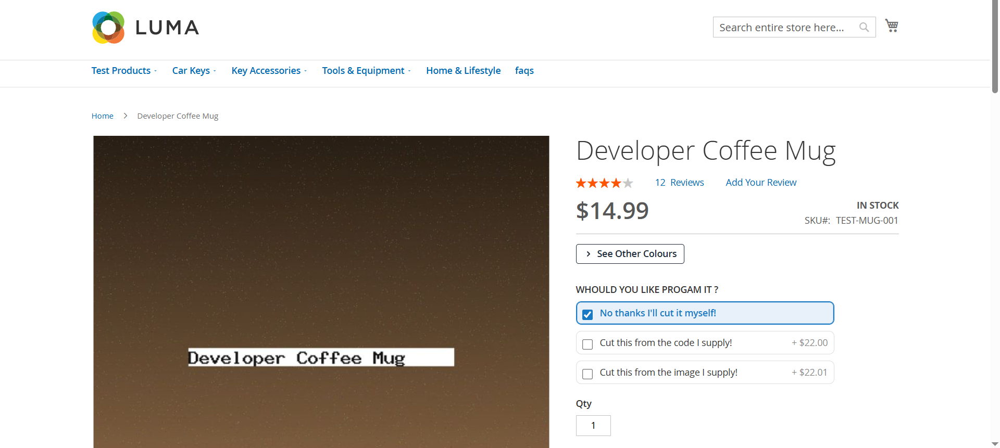 LUMA
Search entire store here...
Test Products
Car Keys
Key Accessories
Tools & Equipment
Home & Lifestyle
faqs
Home > Developer Coffee Mug
Developer Coffee Mug
Developer Coffee Mug
12 Reviews
Add Your Review
$14.99
IN STOCK
SKU#: TEST-MUG-001
See Other Colours
WHOULD YOU LIKE PROGAM IT ?
No thanks I'll cut it myself!
Cut this from the code I supply! + $22.00
Cut this from the image I supply! + $22.01
Qty
1